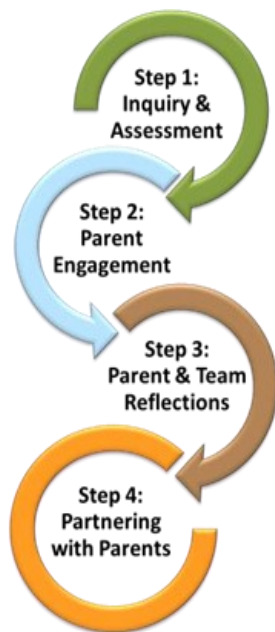 Step 1:
Inquiry &
Assessment
Step 2:
Parent
Engagement
Step 3:
Parent & Team
Reflections
Step 4:
Partnering
with Parents